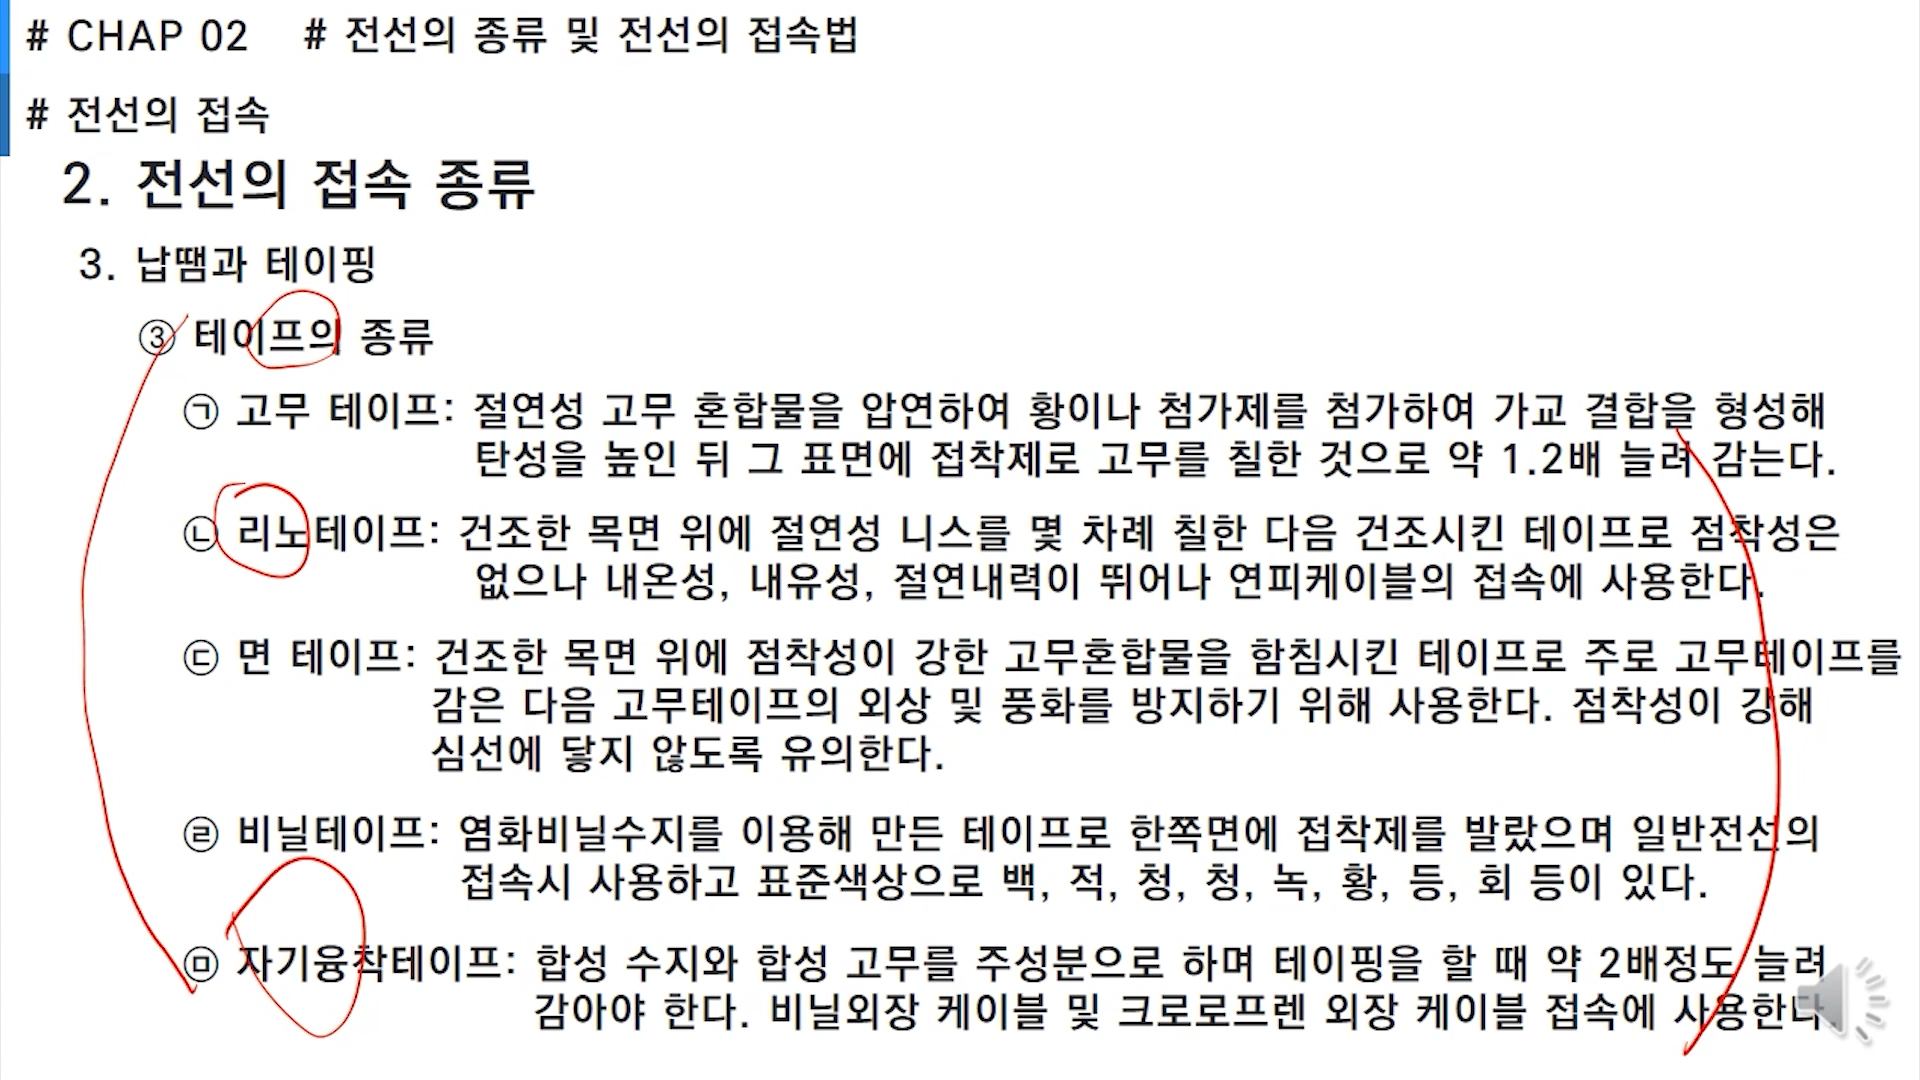 # CHAP 02 # 전선의 종류 및 전선의 접속법
# 전선의 접속
2. 전선의 접속 종류
3. 납땜과 테이핑
③ 테이프의 종류
㉠ 고무 테이프: 절연성 고무 혼합물을 압연하여 황이나 첨가제를 첨가하여 가교 결합을 형성해
탄성을 높인 뒤 그 표면에 접착제로 고무를 칠한 것으로 약 1.2배 늘려 감는다.
㉡ 리노테이프: 건조한 목면 위에 절연성 니스를 몇 차례 칠한 다음 건조시킨 테이프로 점착성은
없으나 내온성, 내유성, 절연내력이 뛰어나 연피케이블의 접속에 사용한다.
㉢ 면 테이프: 건조한 목면 위에 점착성이 강한 고무혼합물을 함침시킨 테이프로 주로 고무테이프를
감은 다음 고무테이프의 외상 및 풍화를 방지하기 위해 사용한다. 점착성이 강해
심선에 닿지 않도록 유의한다.
㉣ 비닐테이프: 염화비닐수지를 이용해 만든 테이프로 한쪽면에 접착제를 발랐으며 일반전선의
접속시 사용하고 표준색상으로 백, 적, 청, 청, 녹, 황, 등, 회 등이 있다.
㉤ 자기융착테이프: 합성 수지와 합성 고무를 주성분으로 하며 테이핑을 할 때 약 2배정도 늘려
감아야 한다. 비닐외장 케이블 및 크로로프렌 외장 케이블 접속에 사용한다.